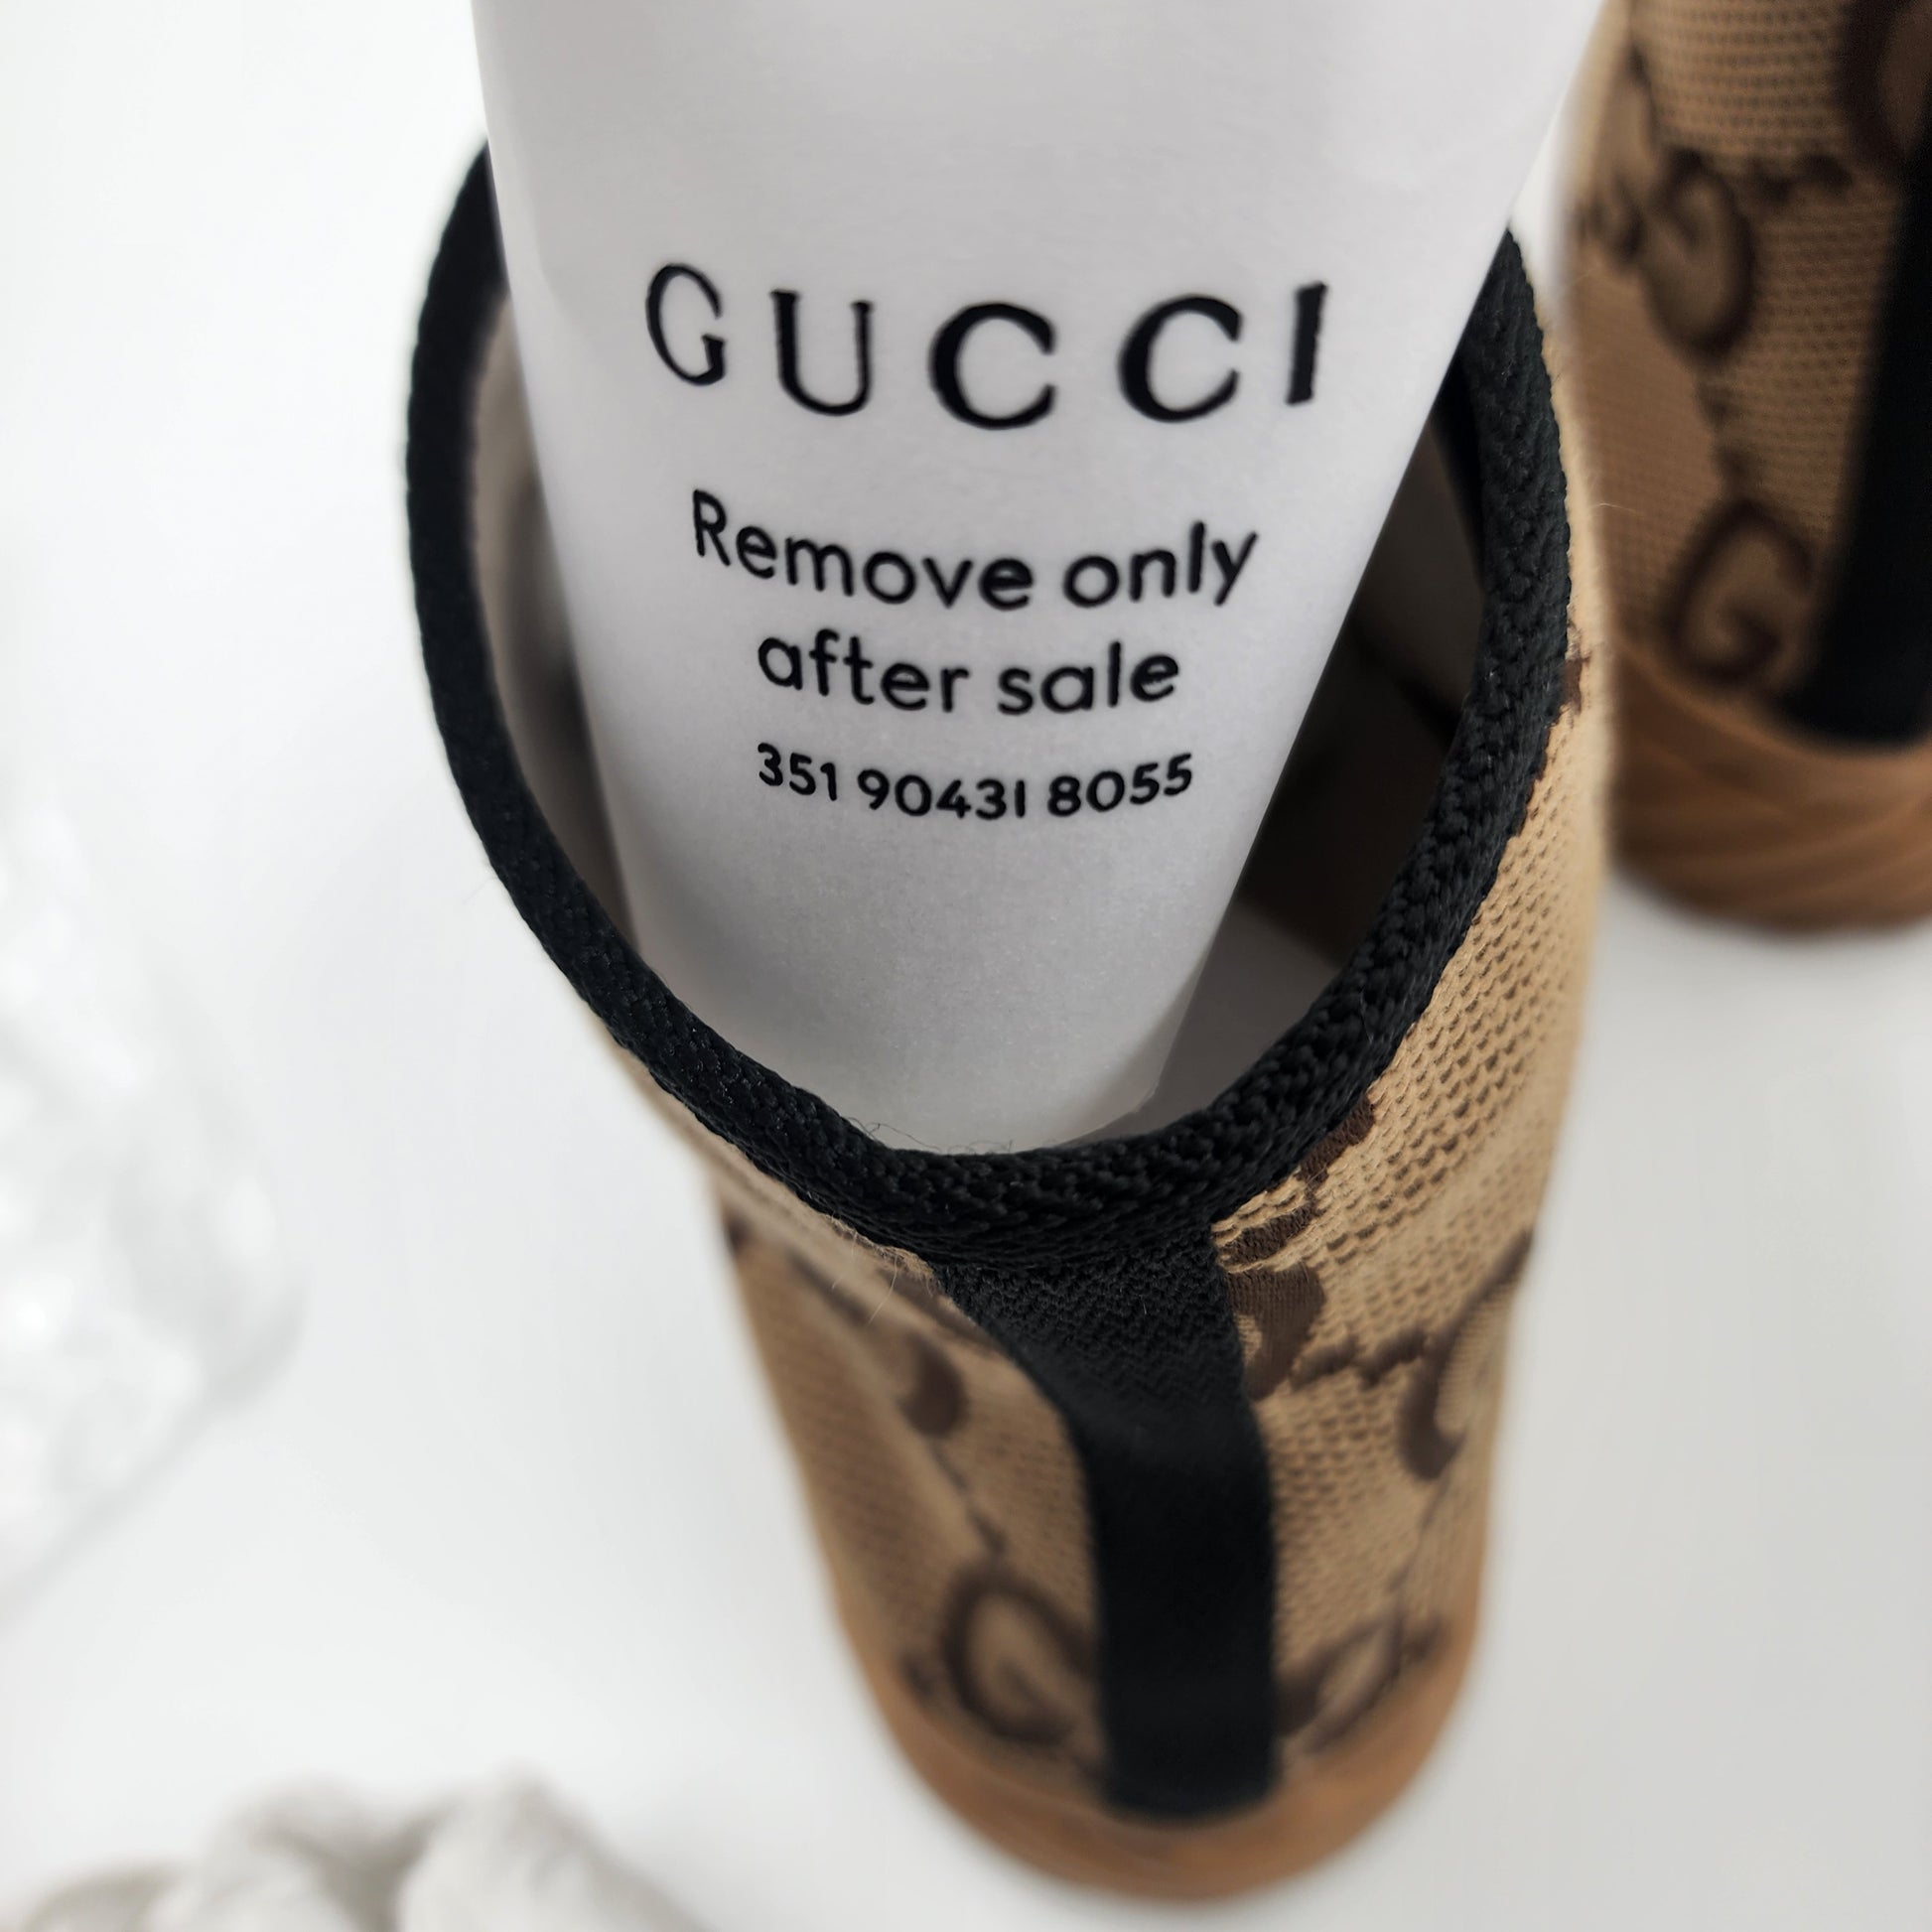 GUCCI
Remove only
after sale
351 90431 8055